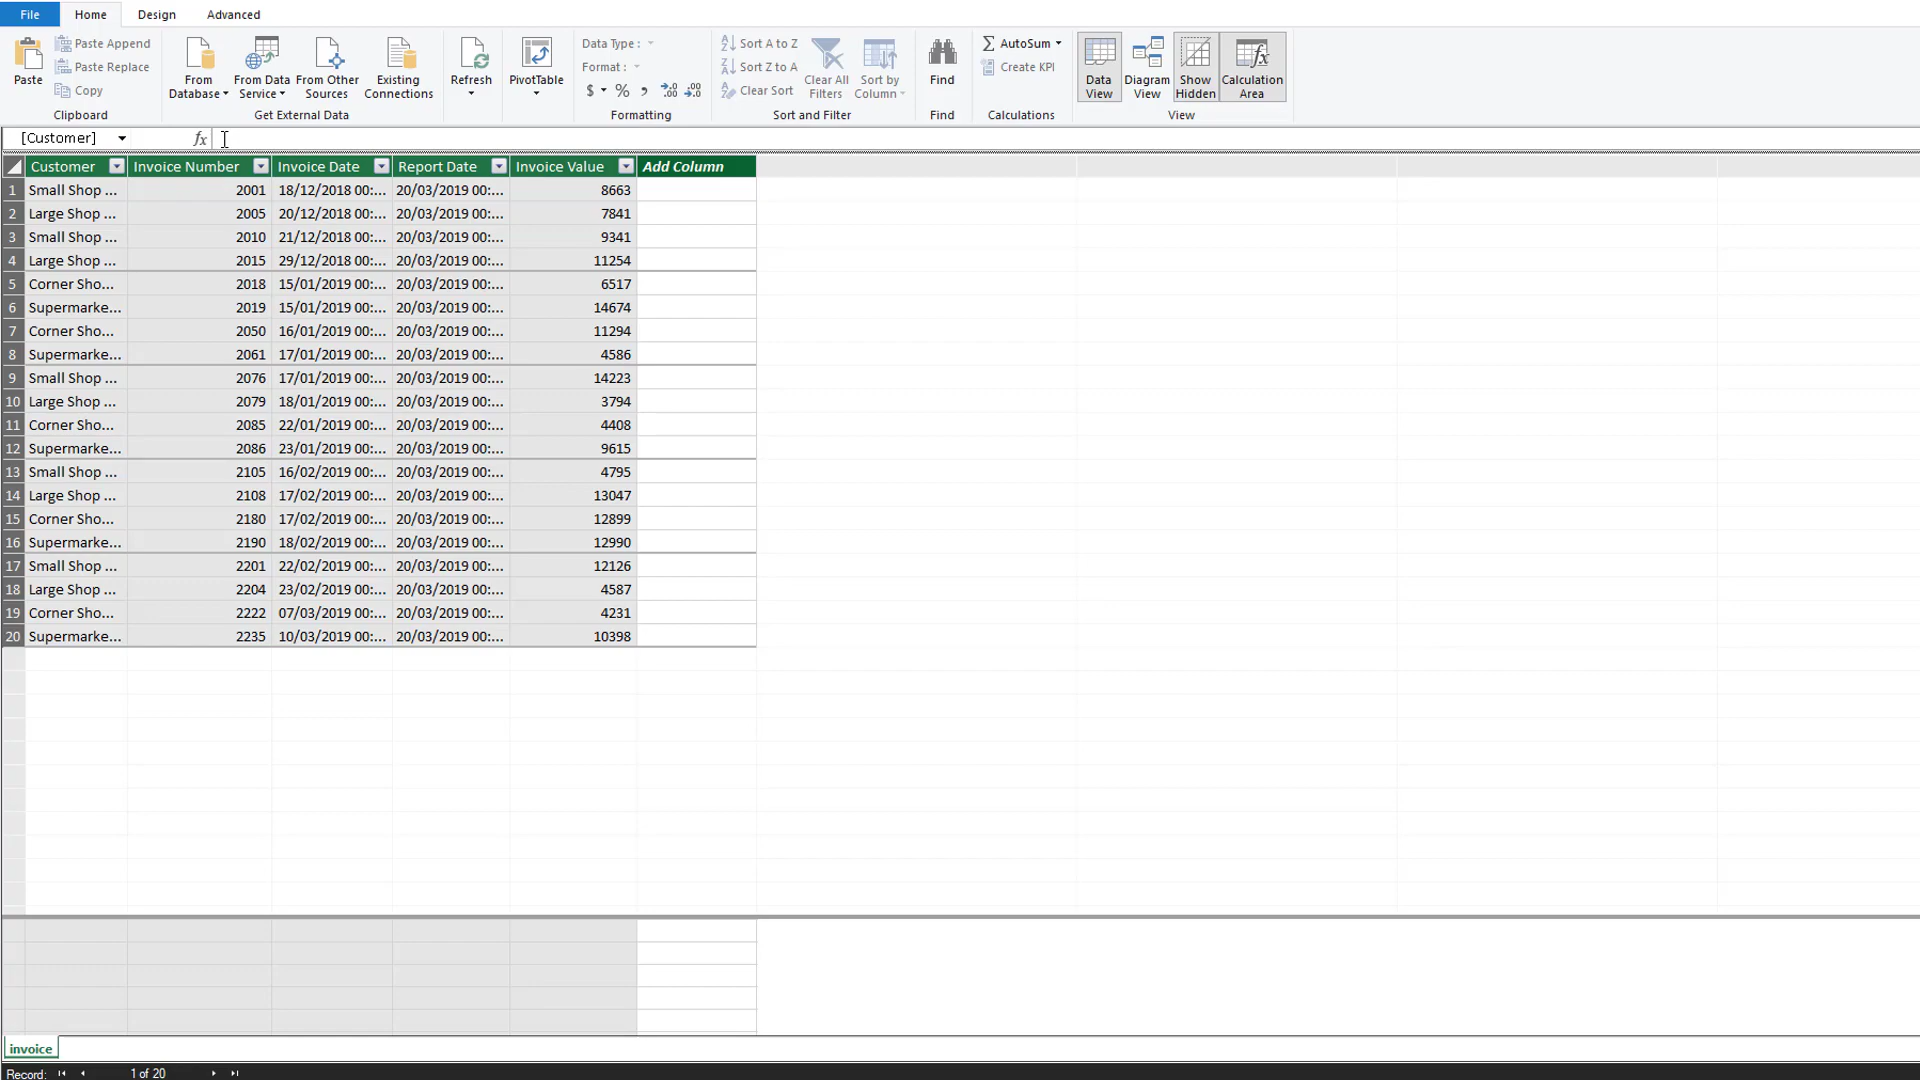 File Home Design Advanced
Paste Append
Paste Replace
Copy
Paste
Clipboard
From Database
From Data Service
From Other Sources
Existing Connections
Get External Data
Refresh
PivotTable
Data Type :
Format :
$ % ,
Formatting
Sort A to Z
Sort Z to A
Clear Sort
Clear All Filters
Sort by Column
Sort and Filter
Find
Find
AutoSum
Create KPI
Calculations
Data View
Diagram View
Show Hidden
Calculation Area
View
[Customer] fx
Customer Invoice Number Invoice Date Report Date Invoice Value Add Column
1 Small Shop ... 2001 18/12/2018 00:... 20/03/2019 00:... 8663
2 Large Shop ... 2005 20/12/2018 00:... 20/03/2019 00:... 7841
3 Small Shop ... 2010 21/12/2018 00:... 20/03/2019 00:... 9341
4 Large Shop ... 2015 29/12/2018 00:... 20/03/2019 00:... 11254
5 Corner Sho... 2018 15/01/2019 00:... 20/03/2019 00:... 6517
6 Supermarke... 2019 15/01/2019 00:... 20/03/2019 00:... 14674
7 Corner Sho... 2050 16/01/2019 00:... 20/03/2019 00:... 11294
8 Supermarke... 2061 17/01/2019 00:... 20/03/2019 00:... 4586
9 Small Shop ... 2076 17/01/2019 00:... 20/03/2019 00:... 14223
10 Large Shop ... 2079 18/01/2019 00:... 20/03/2019 00:... 3794
11 Corner Sho... 2085 22/01/2019 00:... 20/03/2019 00:... 4408
12 Supermarke... 2086 23/01/2019 00:... 20/03/2019 00:... 9615
13 Small Shop ... 2105 16/02/2019 00:... 20/03/2019 00:... 4795
14 Large Shop ... 2108 17/02/2019 00:... 20/03/2019 00:... 13047
15 Corner Sho... 2180 17/02/2019 00:... 20/03/2019 00:... 12899
16 Supermarke... 2190 18/02/2019 00:... 20/03/2019 00:... 12990
17 Small Shop ... 2201 22/02/2019 00:... 20/03/2019 00:... 12126
18 Large Shop ... 2204 23/02/2019 00:... 20/03/2019 00:... 4587
19 Corner Sho... 2222 07/03/2019 00:... 20/03/2019 00:... 4231
20 Supermarke... 2235 10/03/2019 00:... 20/03/2019 00:... 10398
invoice
Record: 1 of 20